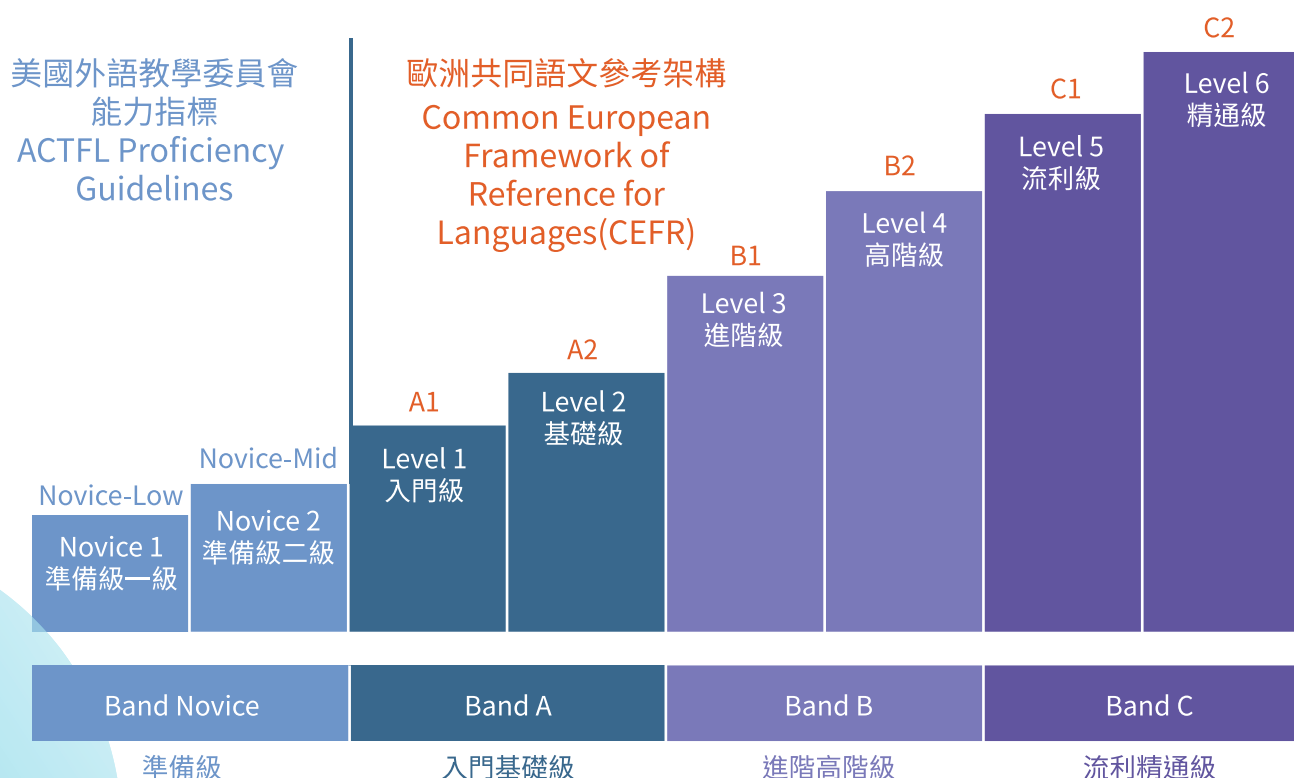 美國外語教學委員會
能力指標
ACTFL Proficiency
Guidelines
歐洲共同語文參考架構
Common European
Framework of
Reference for
Languages(CEFR)
Novice-Low
Novice 1
準備級一級
Novice-Mid
Novice 2
準備級二級
A1
Level 1
入門級
A2
Level 2
基礎級
B1
Level 3
進階級
B2
Level 4
高階級
C1
Level 5
流利級
C2
Level 6
精通級
Band Novice
Band A
Band B
Band C
準備級
入門基礎級
進階高階級
流利精通級